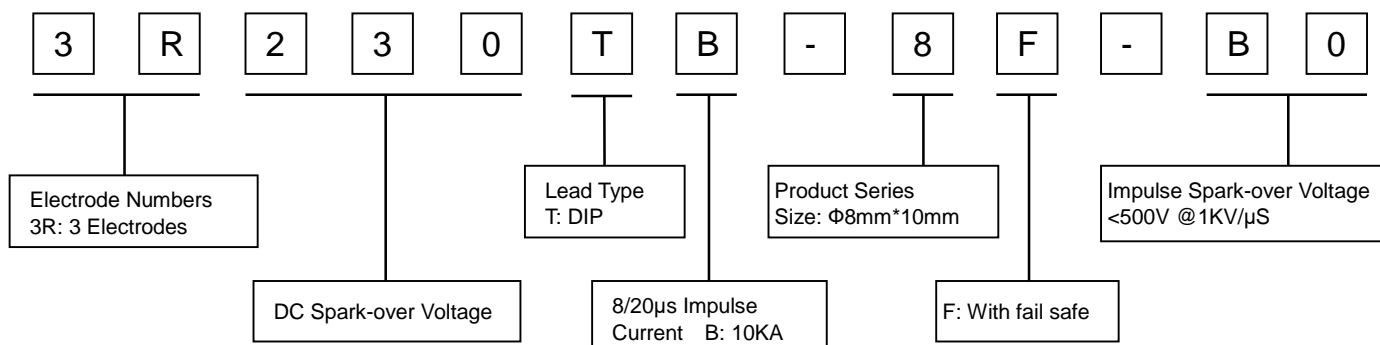 3 R 2 3 0 T B - 8 F - B 0
Electrode Numbers
3R: 3 Electrodes
Lead Type
T: DIP
Product Series
Size: Φ8mm*10mm
Impulse Spark-over Voltage
<500V @1KV/µS
DC Spark-over Voltage
8/20µs Impulse
Current B: 10KA
F: With fail safe